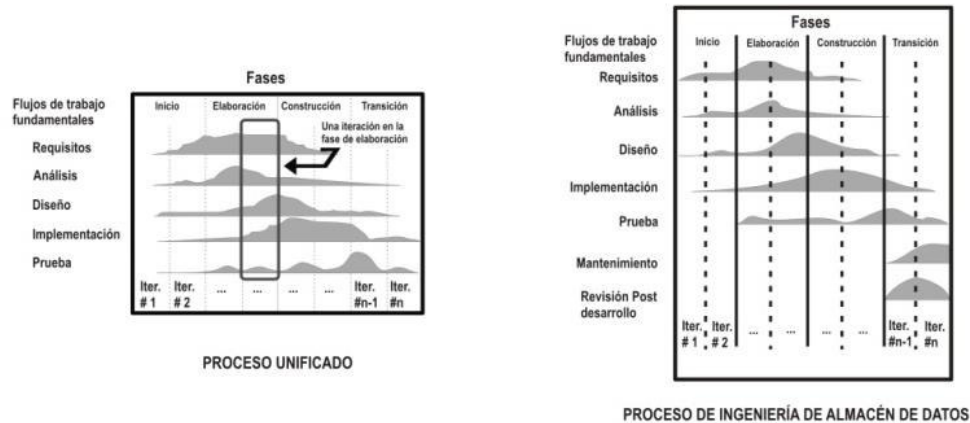 Fases
Flujos de trabajo
fundamentales
Inicio Elaboración Construcción Transición
Una iteración en la
fase de elaboración
Requisitos
Análisis
Diseño
Implementación
Prueba
Iter. Iter. ... ... ... ... Iter. Iter.
# 1 # 2 #n-1 #n
PROCESO UNIFICADO
Fases
Flujos de trabajo
fundamentales
Inicio Elaboración Construcción Transición
Requisitos
Análisis
Diseño
Implementación
Prueba
Mantenimiento
Revisión Post
desarrollo
Iter. Iter. ... ... ... ... Iter. Iter.
# 1 # 2 #n-1 #n
PROCESO DE INGENIERÍA DE ALMACÉN DE DATOS